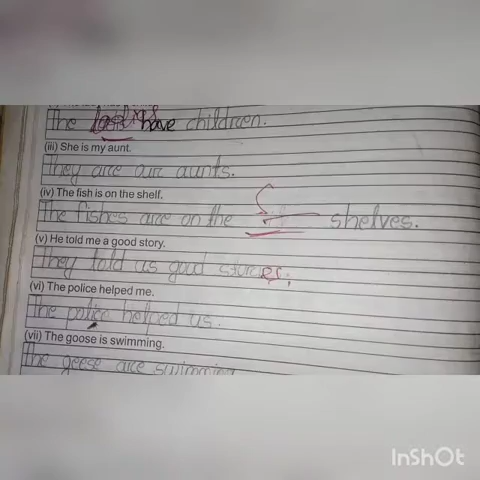 The have children.
(iii) She is my aunt.
They are our aunts.
(iv) The fish is on the shelf.
The fishes are on the shelves.
(v) He told me a good story.
They told us good
(vi) The police helped me.
The police helped us.
(vii) The goose is swimming.
The geese are swimming
InShOt